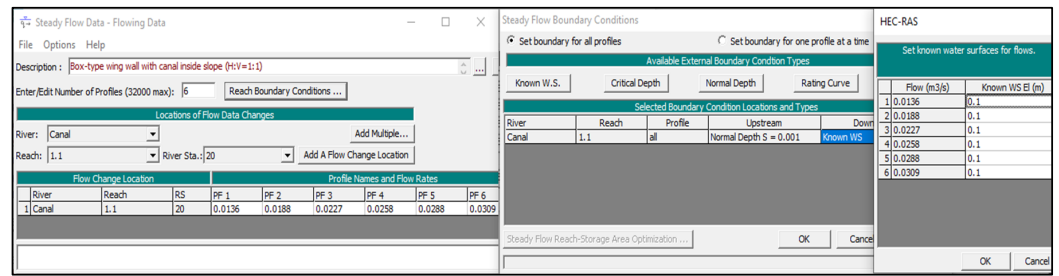 Steady Flow Data - Flowing Data
File Options Help
Description : Box-type wing wall with canal inside slope (H:V=1:1) ...
Enter/Edit Number of Profiles (32000 max): 6 Reach Boundary Conditions ...
Locations of Flow Data Changes
River: Canal Add Multiple...
Reach: 1.1 River Sta.: 20 Add A Flow Change Location
Flow Change Location Profile Names and Flow Rates
River Reach RS PF 1 PF 2 PF 3 PF 4 PF 5 PF 6
1 Canal 1.1 20 0.0136 0.0188 0.0227 0.0258 0.0288 0.0309
Steady Flow Boundary Conditions
Set boundary for all profiles Set boundary for one profile at a time
Available External Boundary Condtion Types
Known W.S. Critical Depth Normal Depth Rating Curve
Selected Boundary Condition Locations and Types
River Reach Profile Upstream Down
Canal 1.1 all Normal Depth S = 0.001 Known WS
Steady Flow Reach-Storage Area Optimization ... OK Cance
HEC-RAS
Set known water surfaces for flows.
Flow (m3/s) Known WS El (m)
1 0.0136 0.1
2 0.0188 0.1
3 0.0227 0.1
4 0.0258 0.1
5 0.0288 0.1
6 0.0309 0.1
OK Cancel